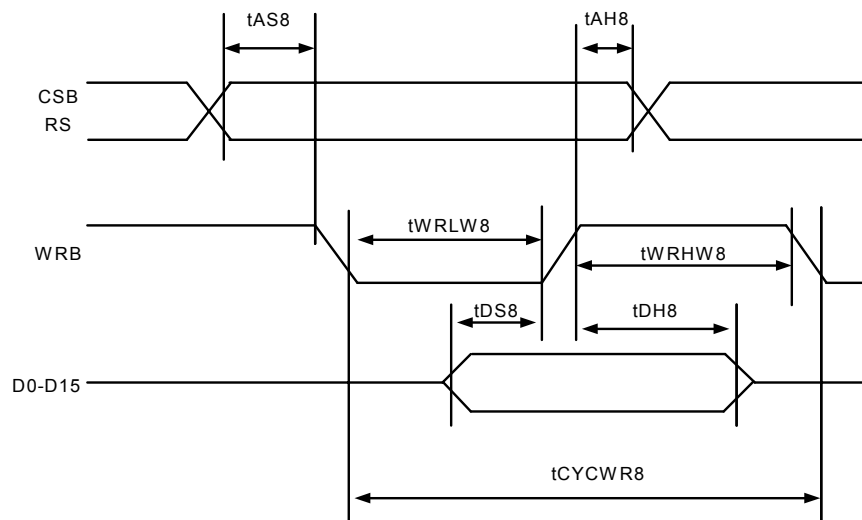 tAS8
tAH8
CSB
RS
tWRLW8
WRB
tWRHW8
tDS8
tDH8
D0-D15
tCYCWR8